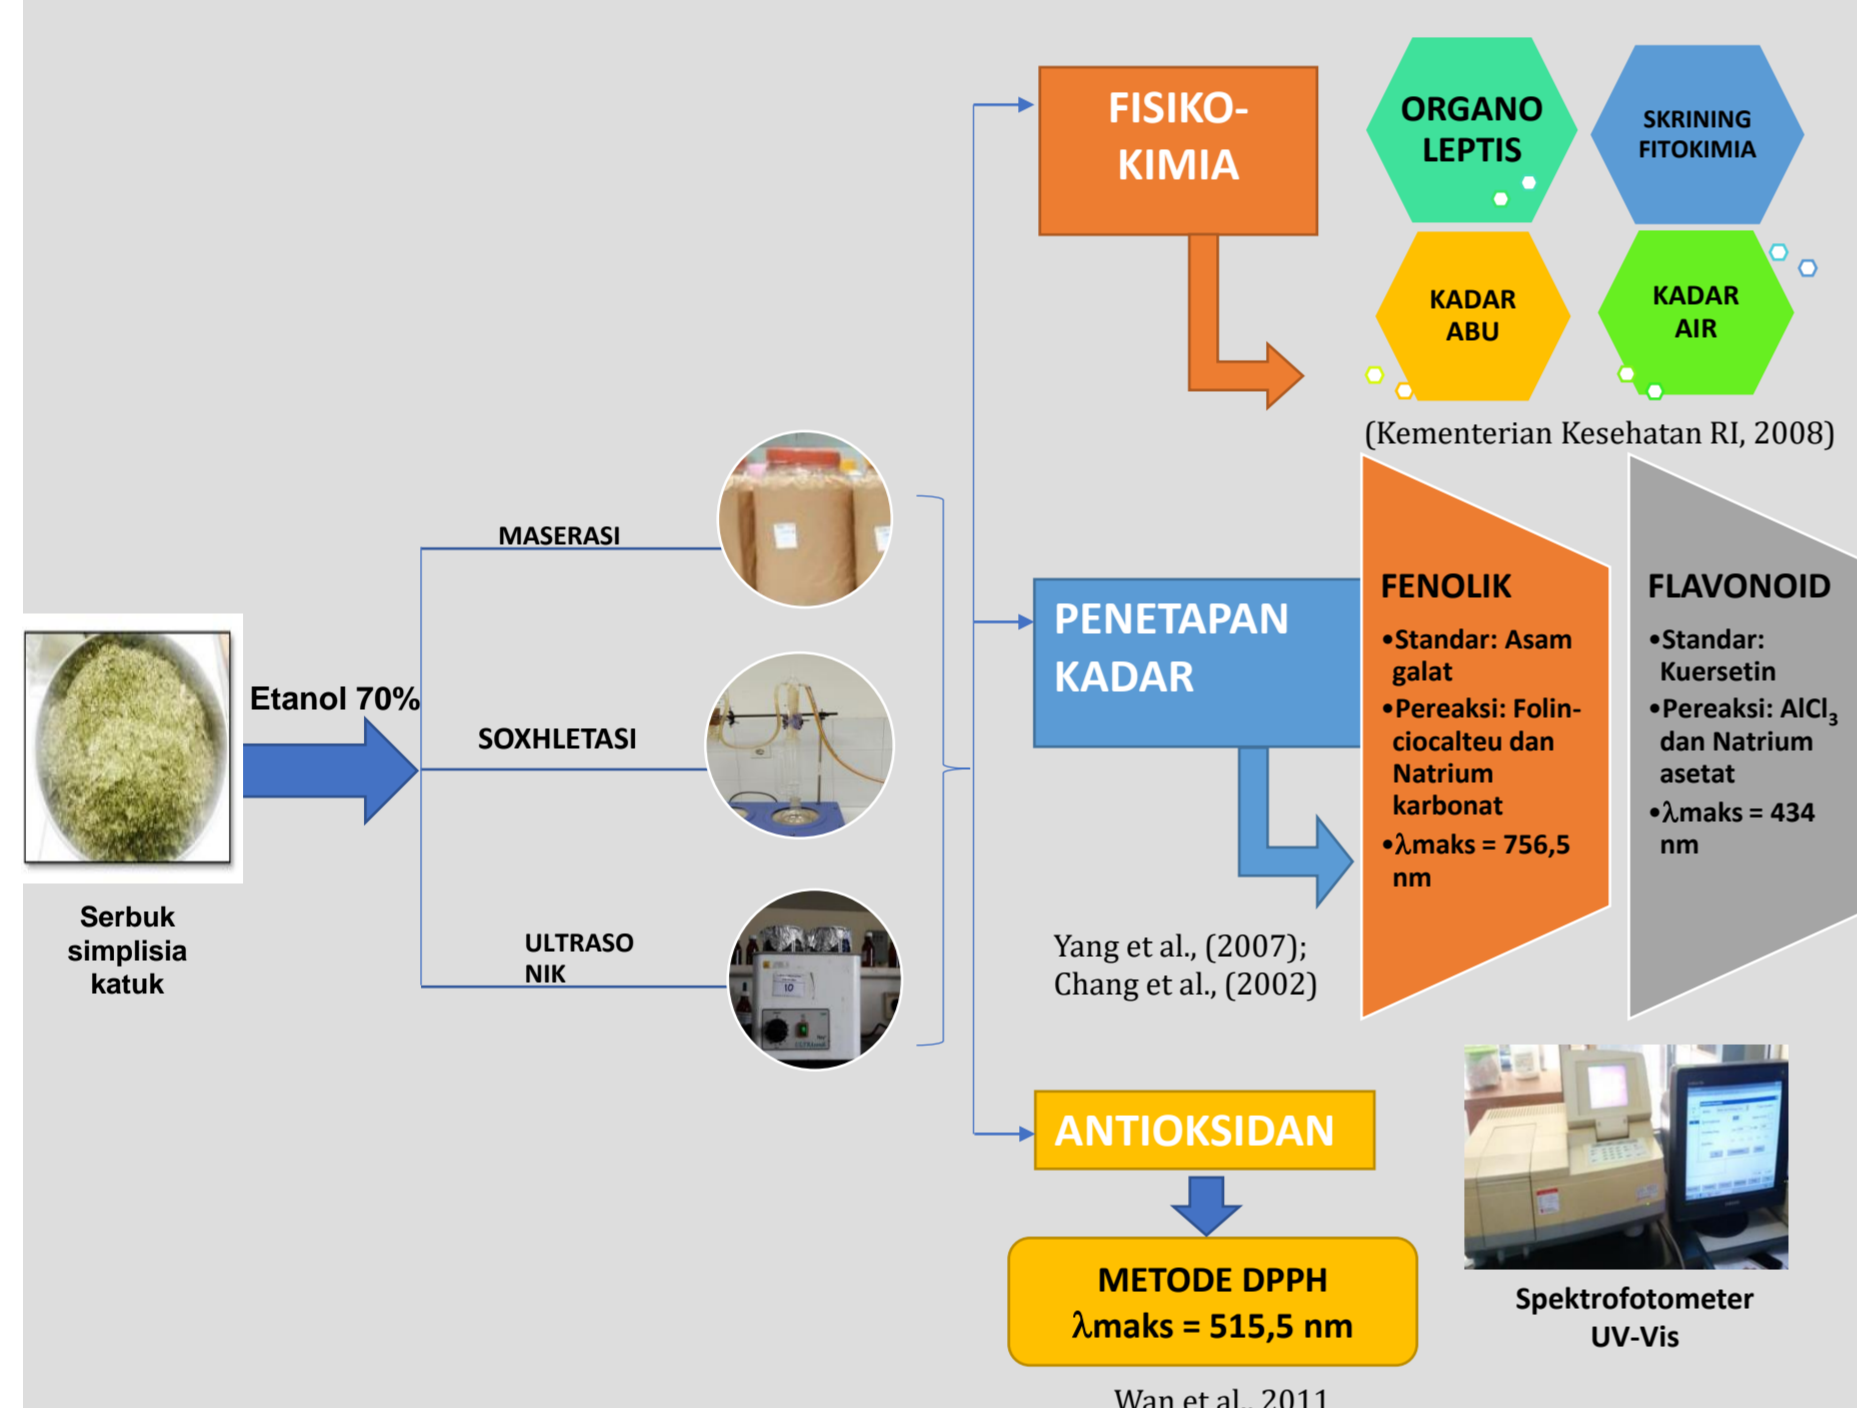 Serbuk
simplisia
katuk
Etanol 70%
MASERASI
SOXHLETASI
ULTRASO
NIK
10
FISIKO-
KIMIA
ORGANO
LEPTIS
SKRINING
FITOKIMIA
KADAR
ABU
KADAR
AIR
(Kementerian Kesehatan RI, 2008)
PENETAPAN
KADAR
FENOLIK
•Standar: Asam
galat
•Pereaksi: Folin-
ciocalteu dan
Natrium
karbonat
•λmaks = 756,5
nm
FLAVONOID
•Standar:
Kuersetin
•Pereaksi: AlCl₃
dan Natrium
asetat
•λmaks = 434
nm
Yang et al., (2007);
Chang et al., (2002)
ANTIOKSIDAN
METODE DPPH
λmaks = 515,5 nm
Wan et al., 2011
Spektrofotometer
UV-Vis